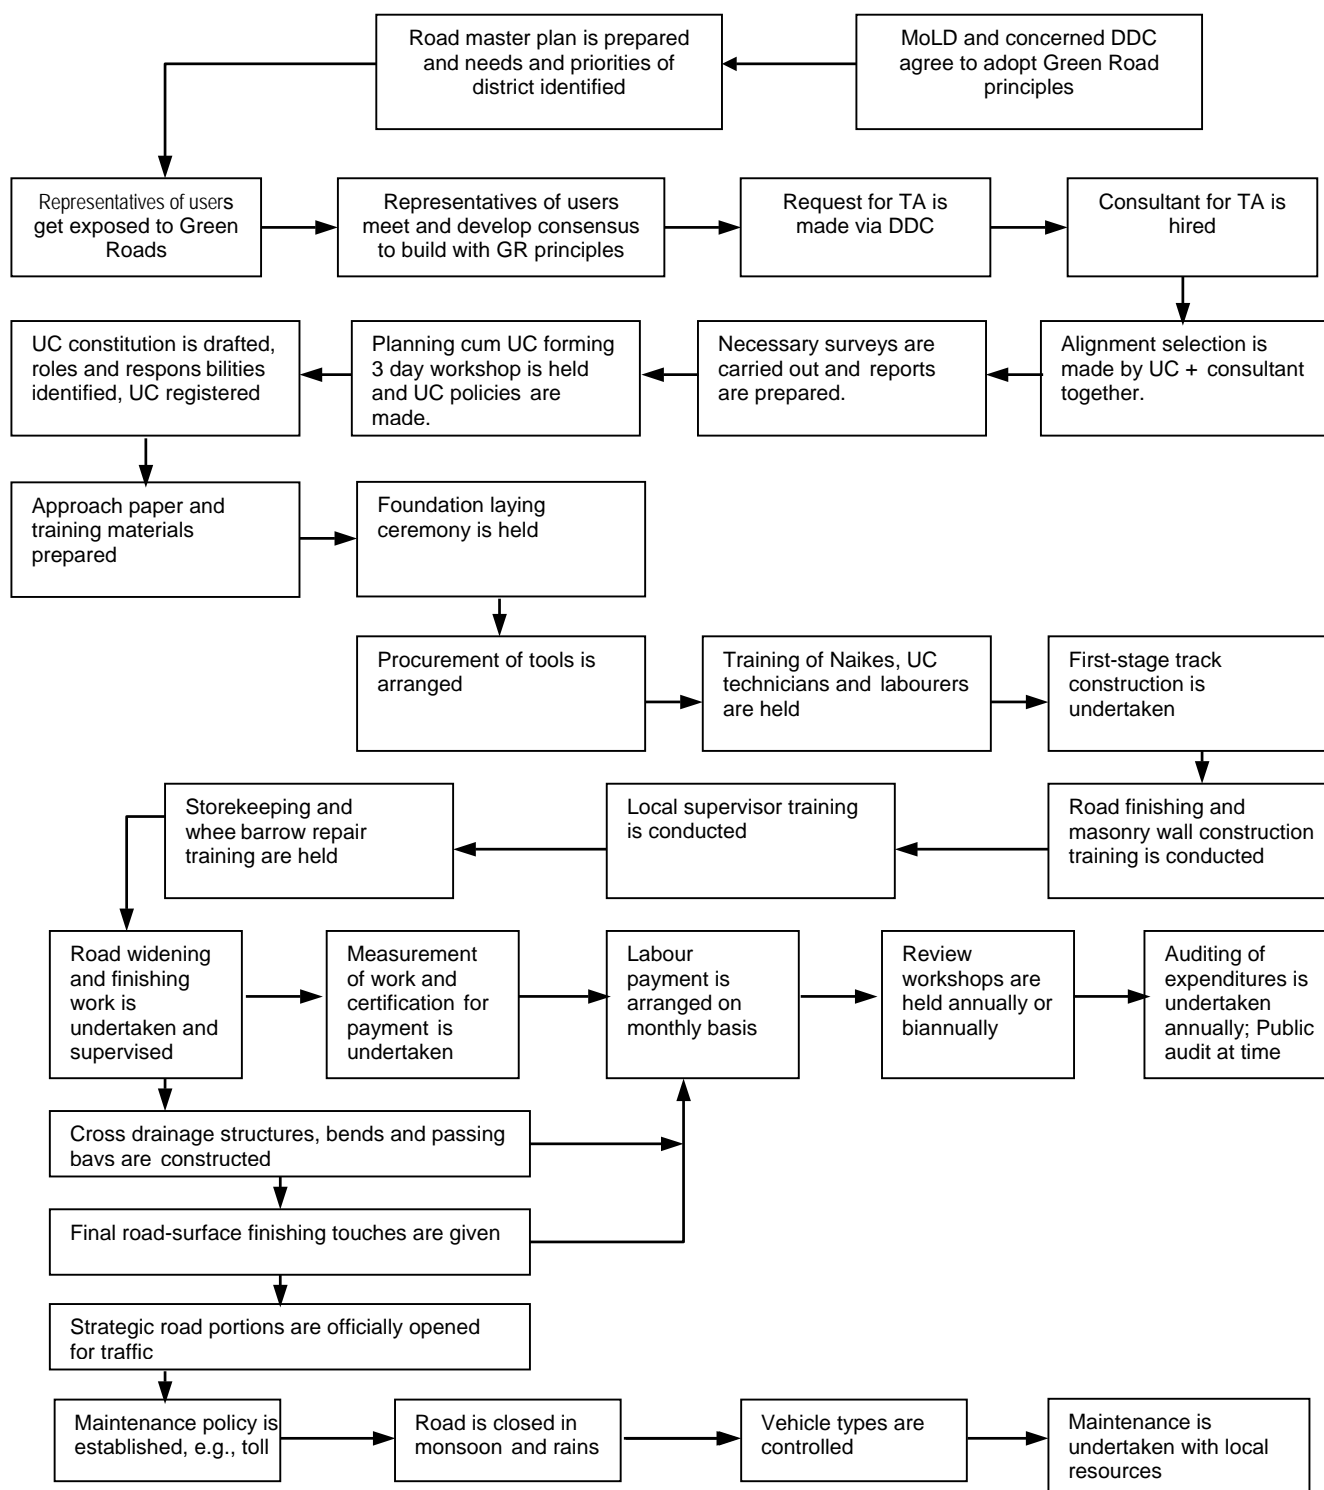 Road master plan is prepared
and needs and priorities of
district identified
MoLD and concerned DDC
agree to adopt Green Road
principles
Representatives of users
get exposed to Green
Roads
Representatives of users
meet and develop consensus
to build with GR principles
Request for TA is
made via DDC
Consultant for TA is
hired
UC constitution is drafted,
roles and respons bilities
identified, UC registered
Planning cum UC forming
3 day workshop is held
and UC policies are
made.
Necessary surveys are
carried out and reports
are prepared.
Alignment selection is
made by UC + consultant
together.
Approach paper and
training materials
prepared
Foundation laying
ceremony is held
Procurement of tools is
arranged
Training of Naikes, UC
technicians and labourers
are held
First-stage track
construction is
undertaken
Storekeeping and
whee barrow repair
training are held
Local supervisor training
is conducted
Road finishing and
masonry wall construction
training is conducted
Road widening
and finishing
work is
undertaken and
supervised
Measurement
of work and
certification for
payment is
undertaken
Labour
payment is
arranged on
monthly basis
Review
workshops are
held annually or
biannually
Auditing of
expenditures is
undertaken
annually; Public
audit at time
Cross drainage structures, bends and passing
bavs are constructed
Final road-surface finishing touches are given
Strategic road portions are officially opened
for traffic
Maintenance policy is
established, e.g., toll
Road is closed in
monsoon and rains
Vehicle types are
controlled
Maintenance is
undertaken with local
resources